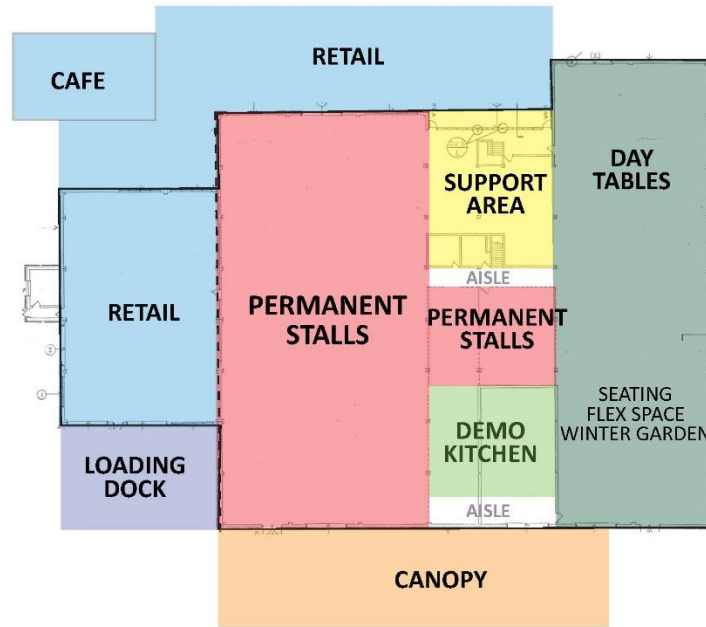 RETAIL
CAFE
DAY
TABLES
SUPPORT
AREA
AISLE
RETAIL
PERMANENT
STALLS
PERMANENT
STALLS
SEATING
FLEX SPACE
WINTER GARDEN
DEMO
KITCHEN
LOADING
DOCK
AISLE
CANOPY